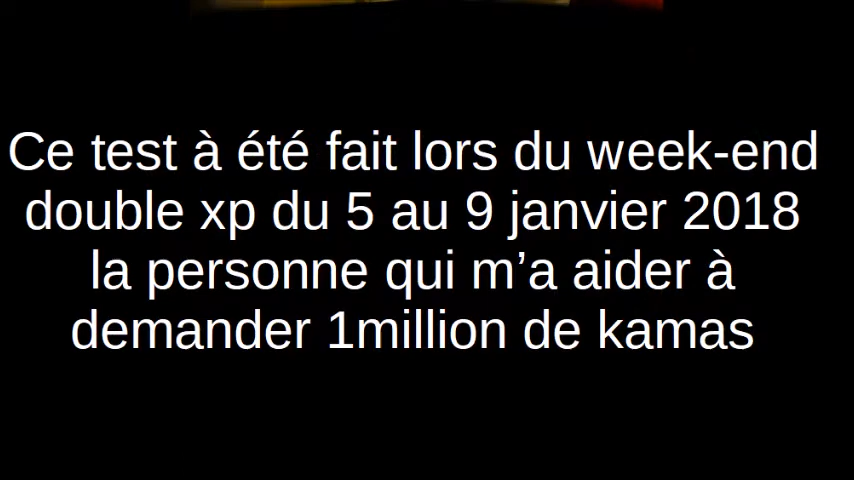 Ce test à été fait lors du week-end
double xp du 5 au 9 janvier 2018
la personne qui m’a aider à
demander 1million de kamas